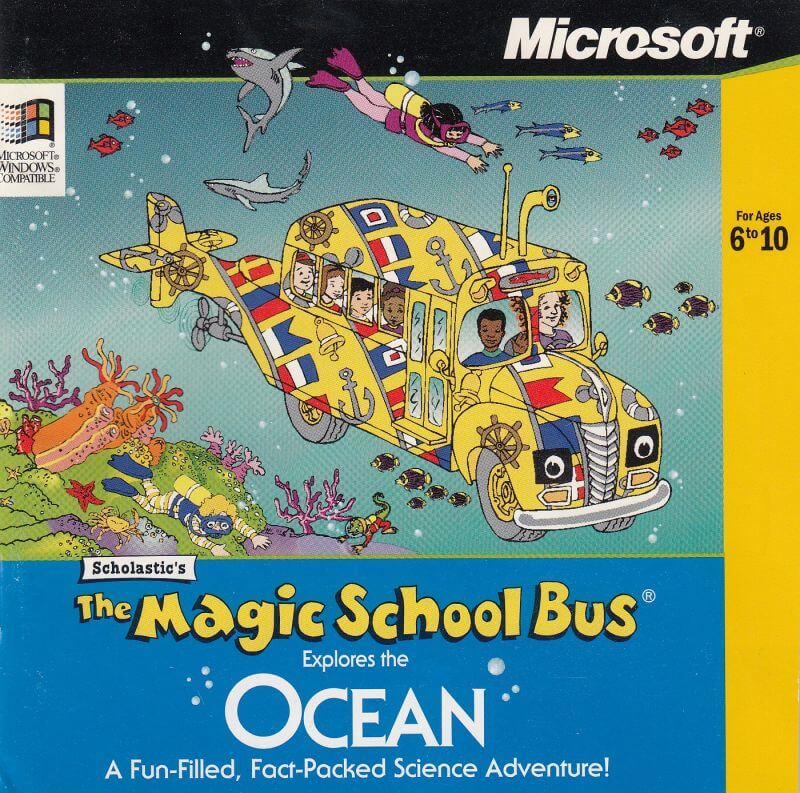 Microsoft®
MICROSOFT®
WINDOWS®
COMPATIBLE
For Ages
6 to 10
Scholastic's
The Magic School Bus®
Explores the
OCEAN
A Fun-Filled, Fact-Packed Science Adventure!